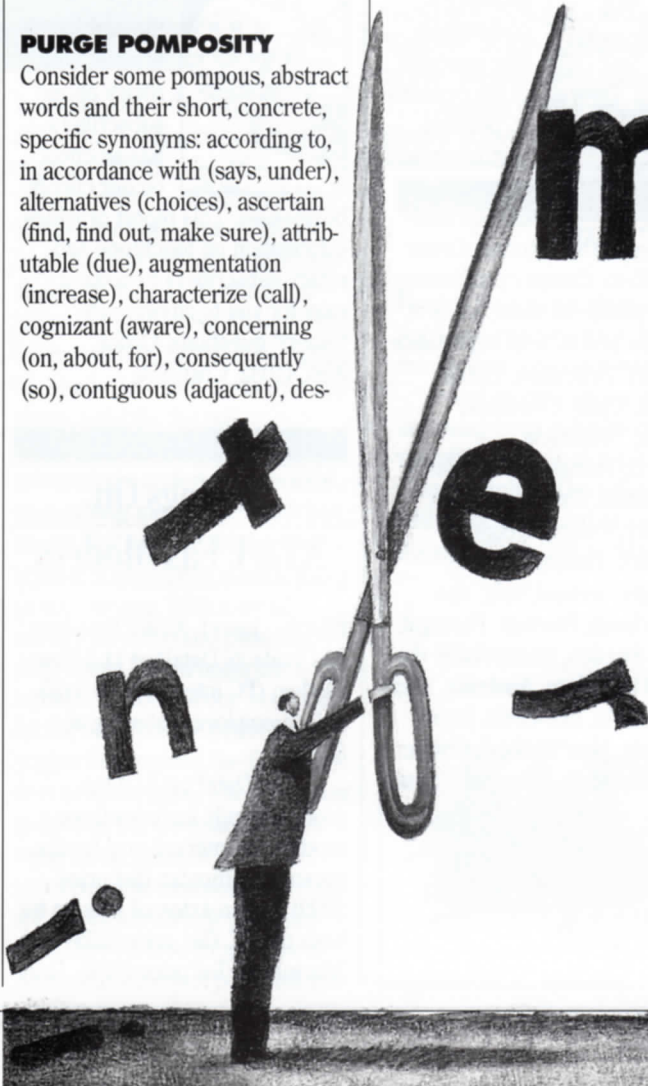 PURGE POMPOSITY
Consider some pompous, abstract
words and their short, concrete,
specific synonyms: according to,
in accordance with (says, under),
alternatives (choices), ascertain
(find, find out, make sure), attrib-
utable (due), augmentation
(increase), characterize (call),
cognizant (aware), concerning
(on, about, for), consequently
(so), contiguous (adjacent), des-
m
t
e
n
i